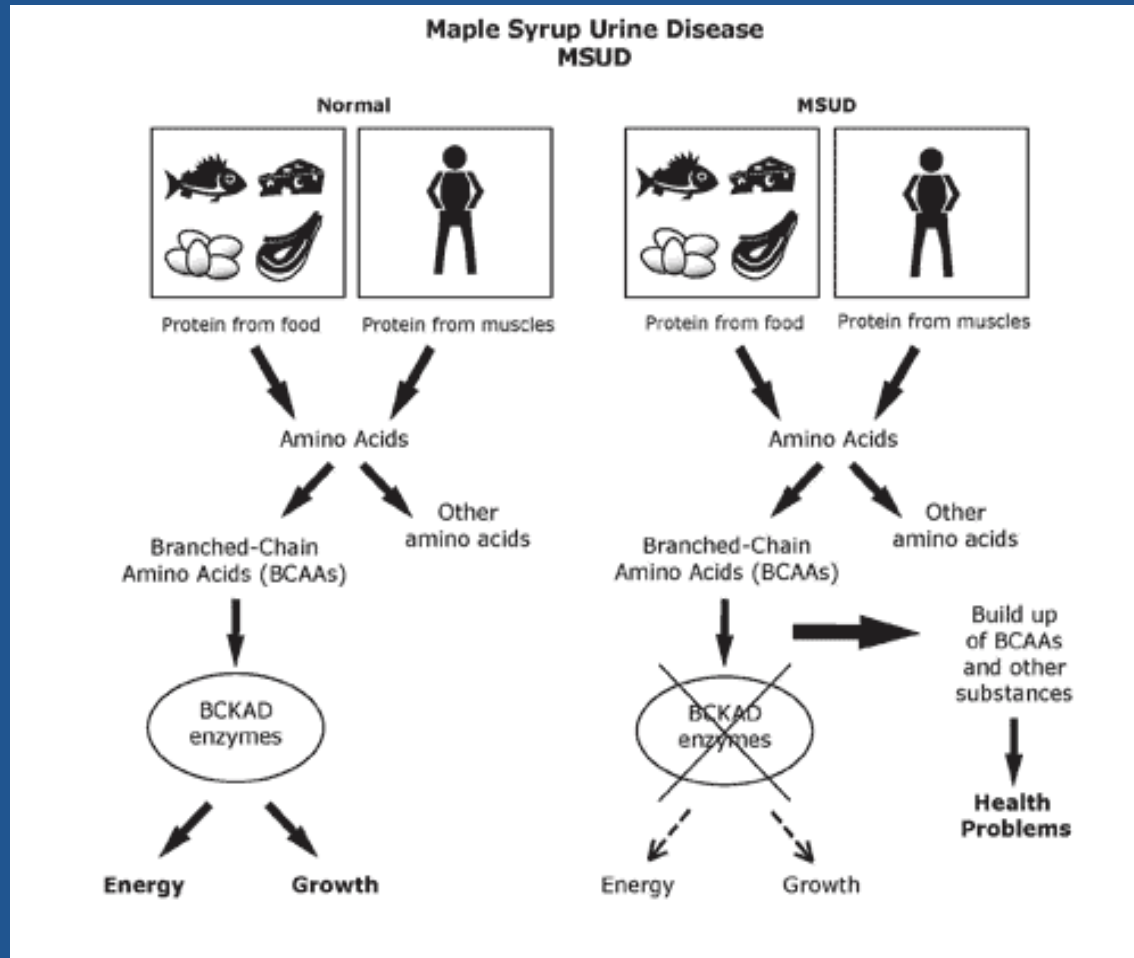 Maple Syrup Urine Disease
MSUD
Normal
Protein from food
Protein from muscles
Amino Acids
Other
amino acids
Branched-Chain
Amino Acids (BCAAs)
BCKAD
enzymes
Energy
Growth
MSUD
Protein from food
Protein from muscles
Amino Acids
Other
amino acids
Branched-Chain
Amino Acids (BCAAs)
Build up
of BCAAs
and other
substances
BCKAD
enzymes
Health
Problems
Energy
Growth